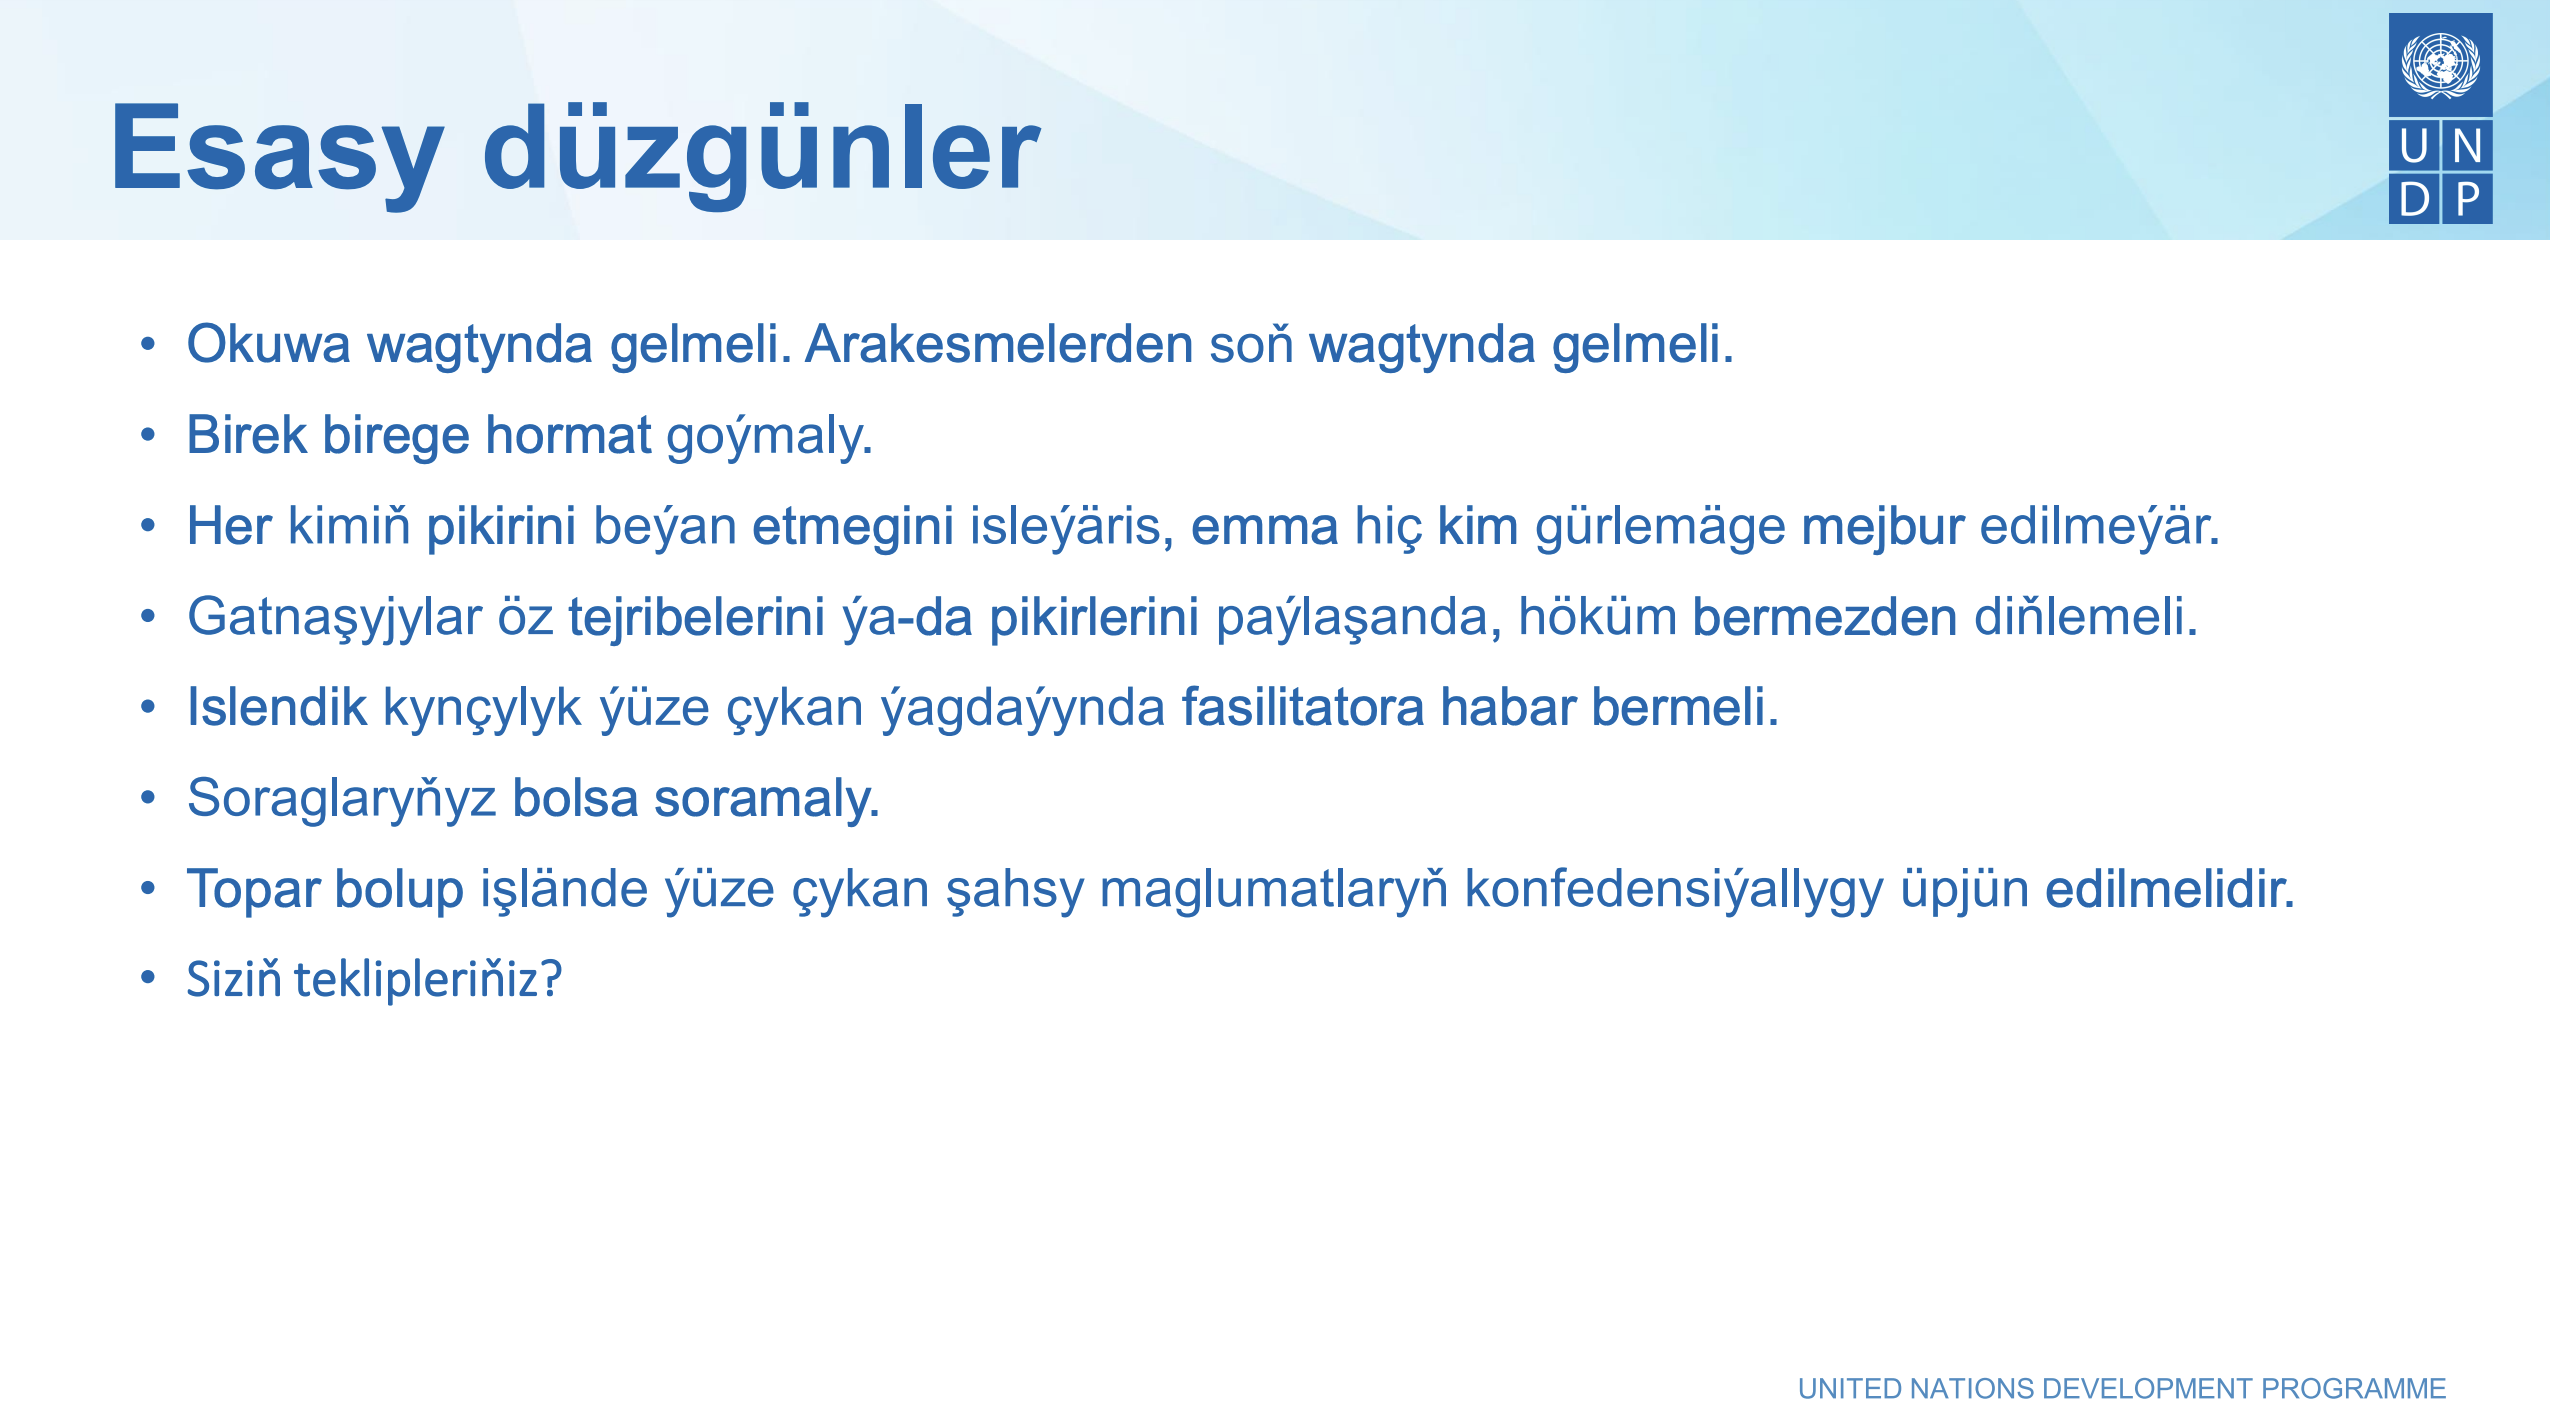 Esasy düzgünler
UN
DP
• Okuwa wagtynda gelmeli. Arakesmelerden soň wagtynda gelmeli.
• Birek birege hormat goýmaly.
• Her kimiň pikirini beýan etmegini isleýäris, emma hiç kim gürlemäge mejbur edilmeýär.
• Gatnaşyjylar öz tejribelerini ýa-da pikirlerini paýlaşanda, höküm bermezden diňlemeli.
• Islendik kynçylyk ýüze çykan ýagdaýynda fasilitatora habar bermeli.
• Soraglaryňyz bolsa soramaly.
• Topar bolup işlände ýüze çykan şahsy maglumatlaryň konfedensiýallygy üpjün edilmelidir.
• Siziň teklipleriňiz?
UNITED NATIONS DEVELOPMENT PROGRAMME